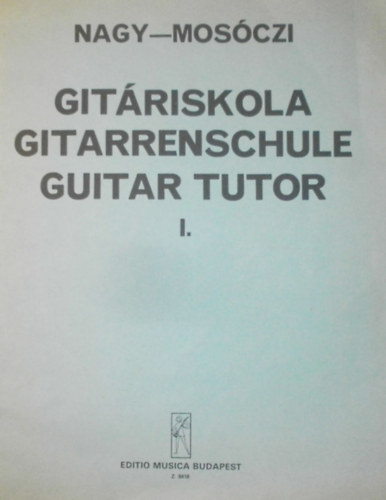 NAGY—MOSÓCZI
GITÁRISKOLA
GITARRENSCHULE
GUITAR TUTOR
I.
EDITIO MUSICA BUDAPEST
Z